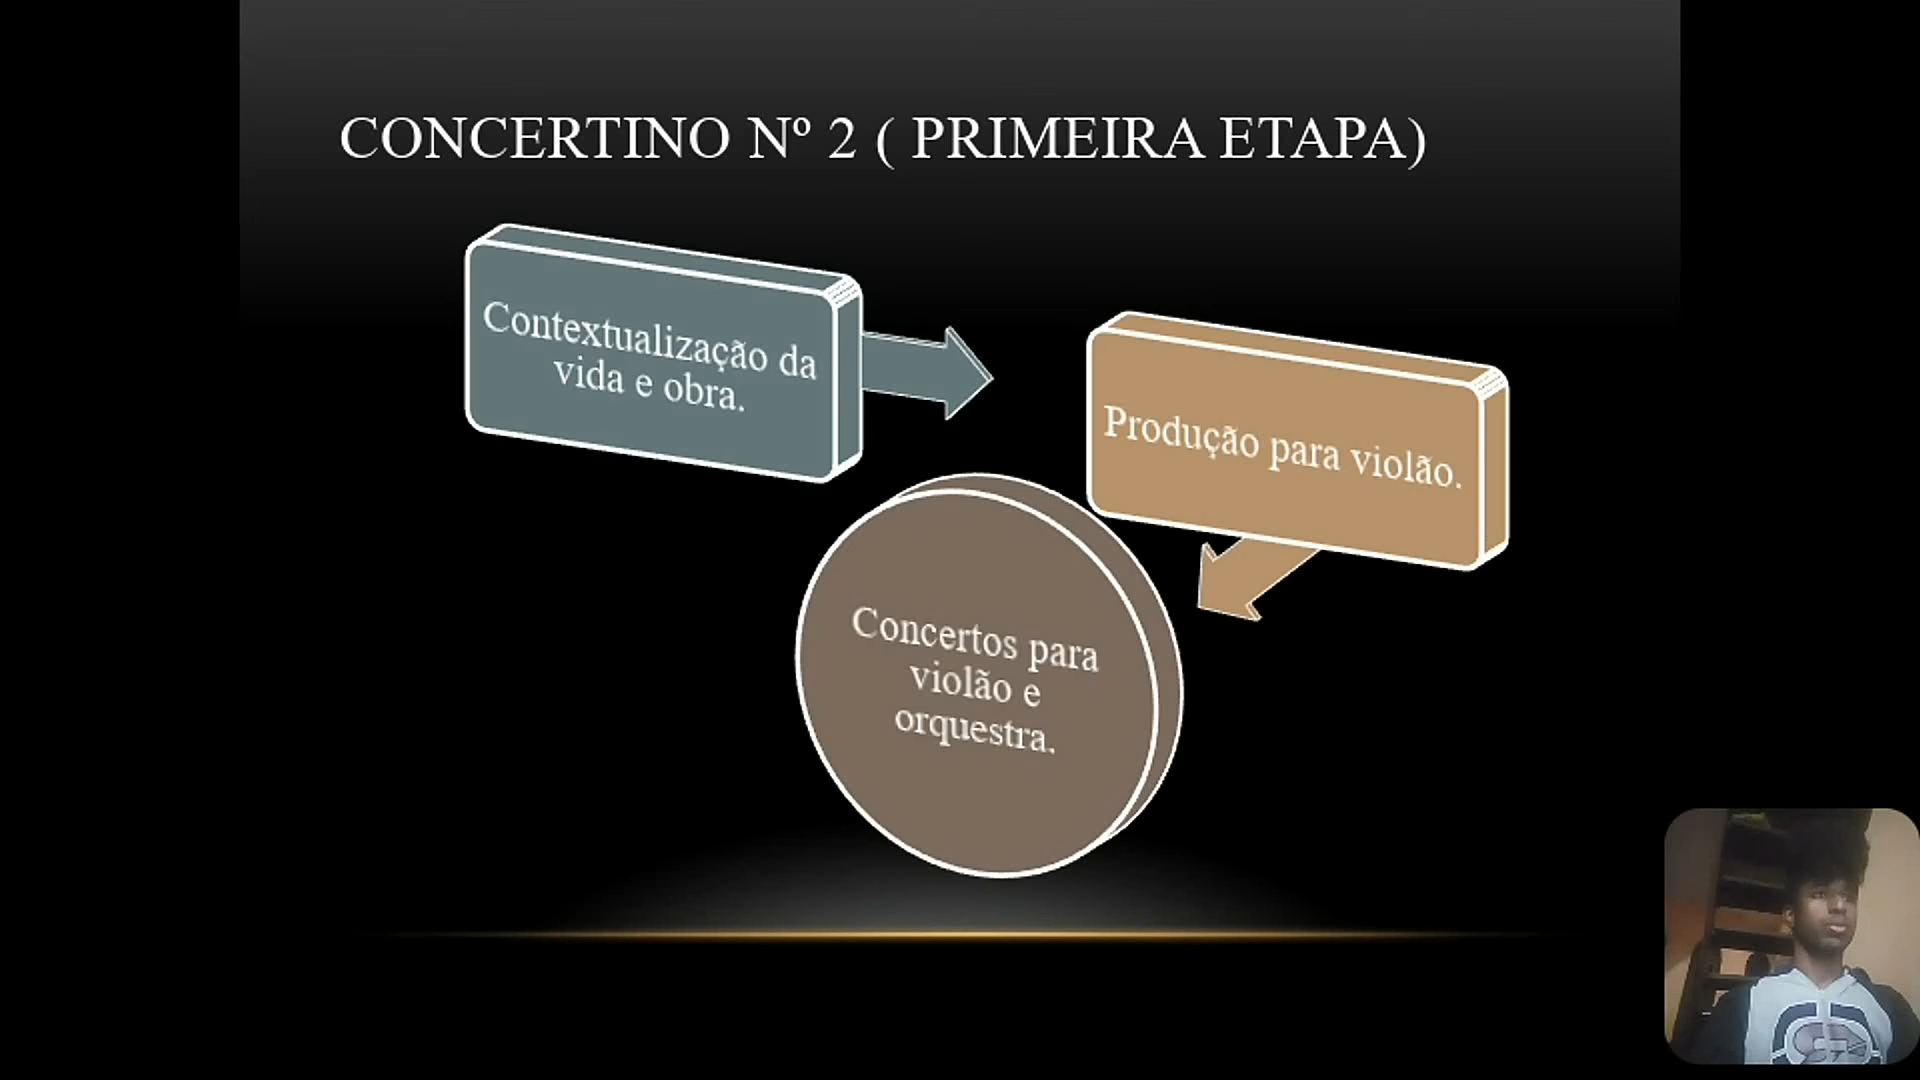 CONCERTINO Nº 2 ( PRIMEIRA ETAPA)
Contextualização da
vida e obra.
Produção para violão.
Concertos para
violão e
orquestra.